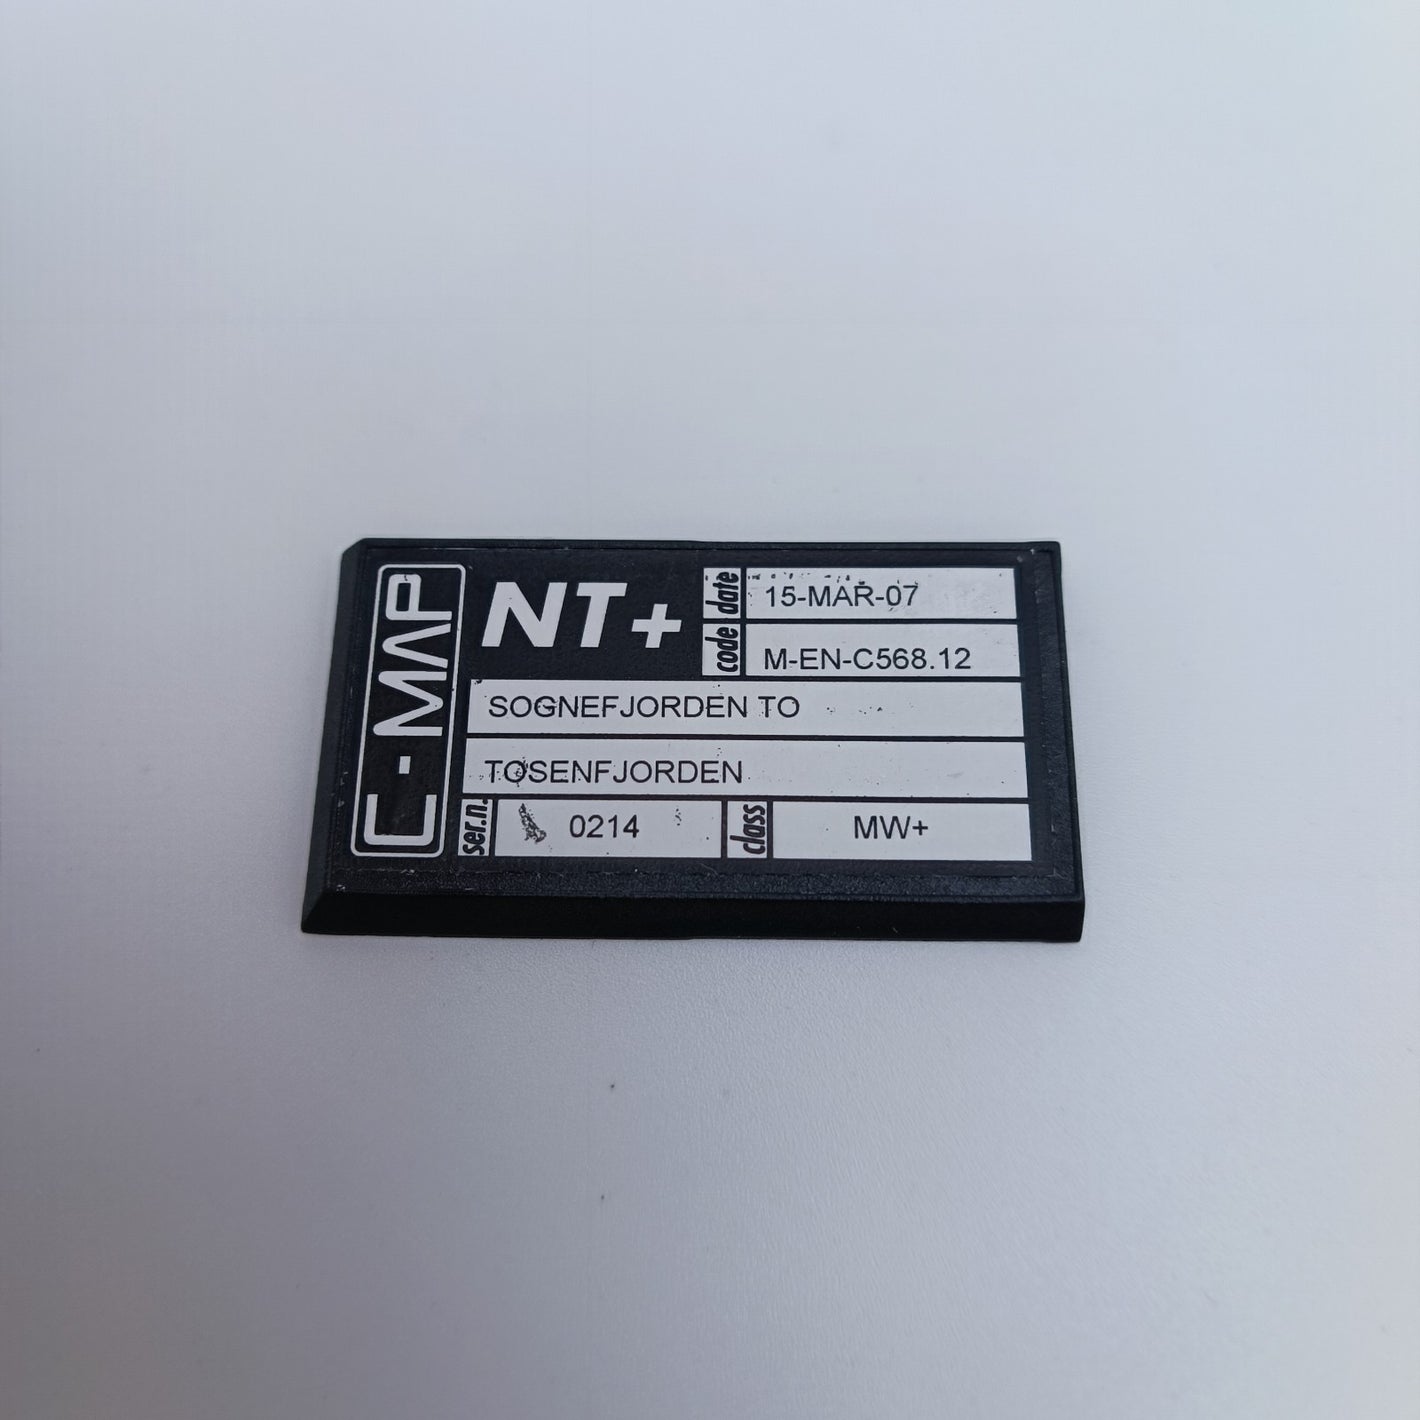 C-MAP
NT+
date 15-MAR-07
code M-EN-C568.12
SOGNEFJORDEN TO
TOSENFJORDEN
ser.n. 0214 class MW+